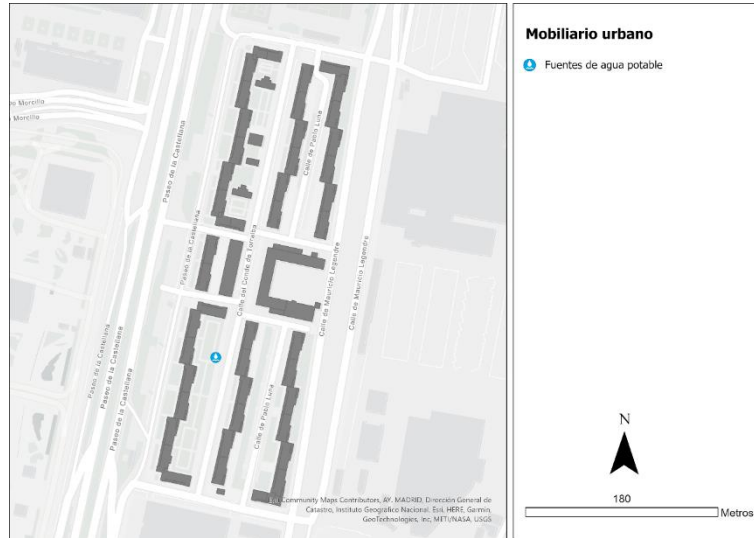 Mobiliario urbano
Fuentes de agua potable
Morcillo
Morcillo
Paseo de la Castellana
Paseo de la Castellana
Paseo de la Castellana
Paseo de la Castellana
Paseo de la Castellana
Calle del Conde de Torralba
Calle de Pablo Luna
Calle de Mauricio Legendre
Calle de Mauricio Legendre
Calle de Pablo Luna
Community Maps Contributors, AY. MADRID, Dirección General de
Catastro, Instituto Geográfico Nacional, Esri, HERE, Garmin,
GeoTechnologies, Inc, METI/NASA, USGS
N
180
Metros